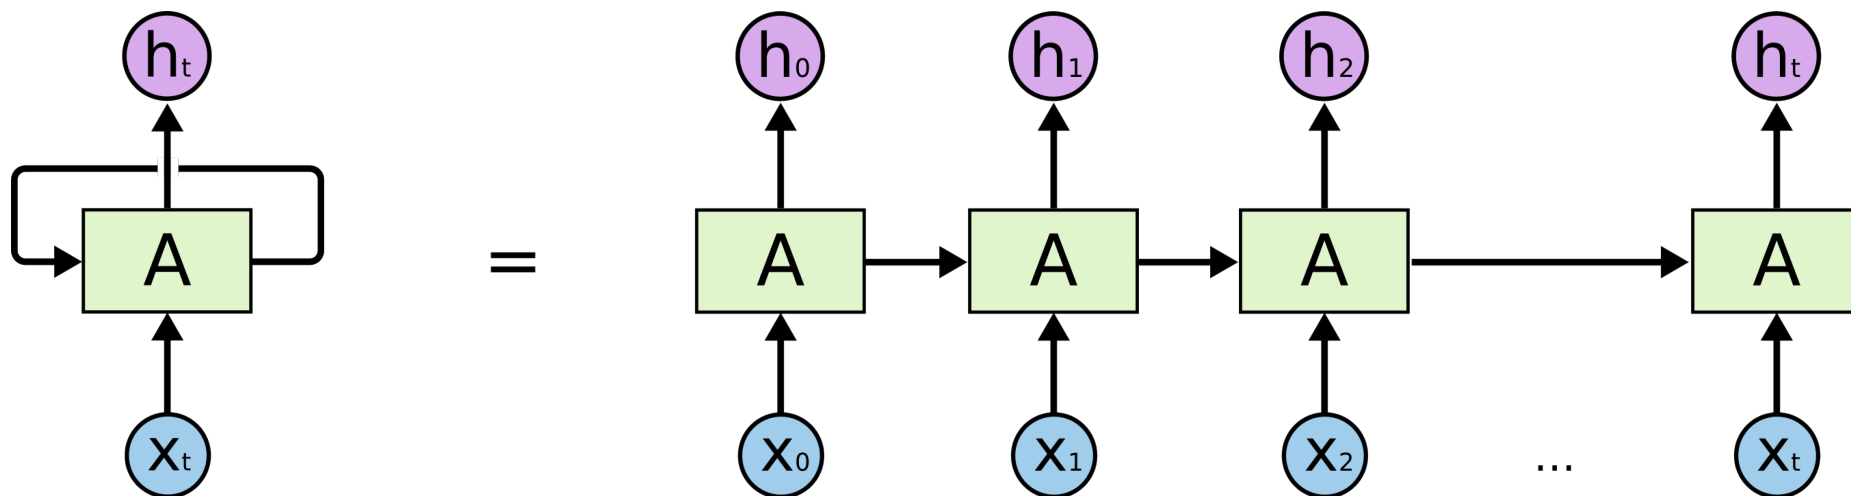 hₜ h₀ h₁ h₂ hₜ
A = A A A A
xₜ x₀ x₁ x₂ ... xₜ